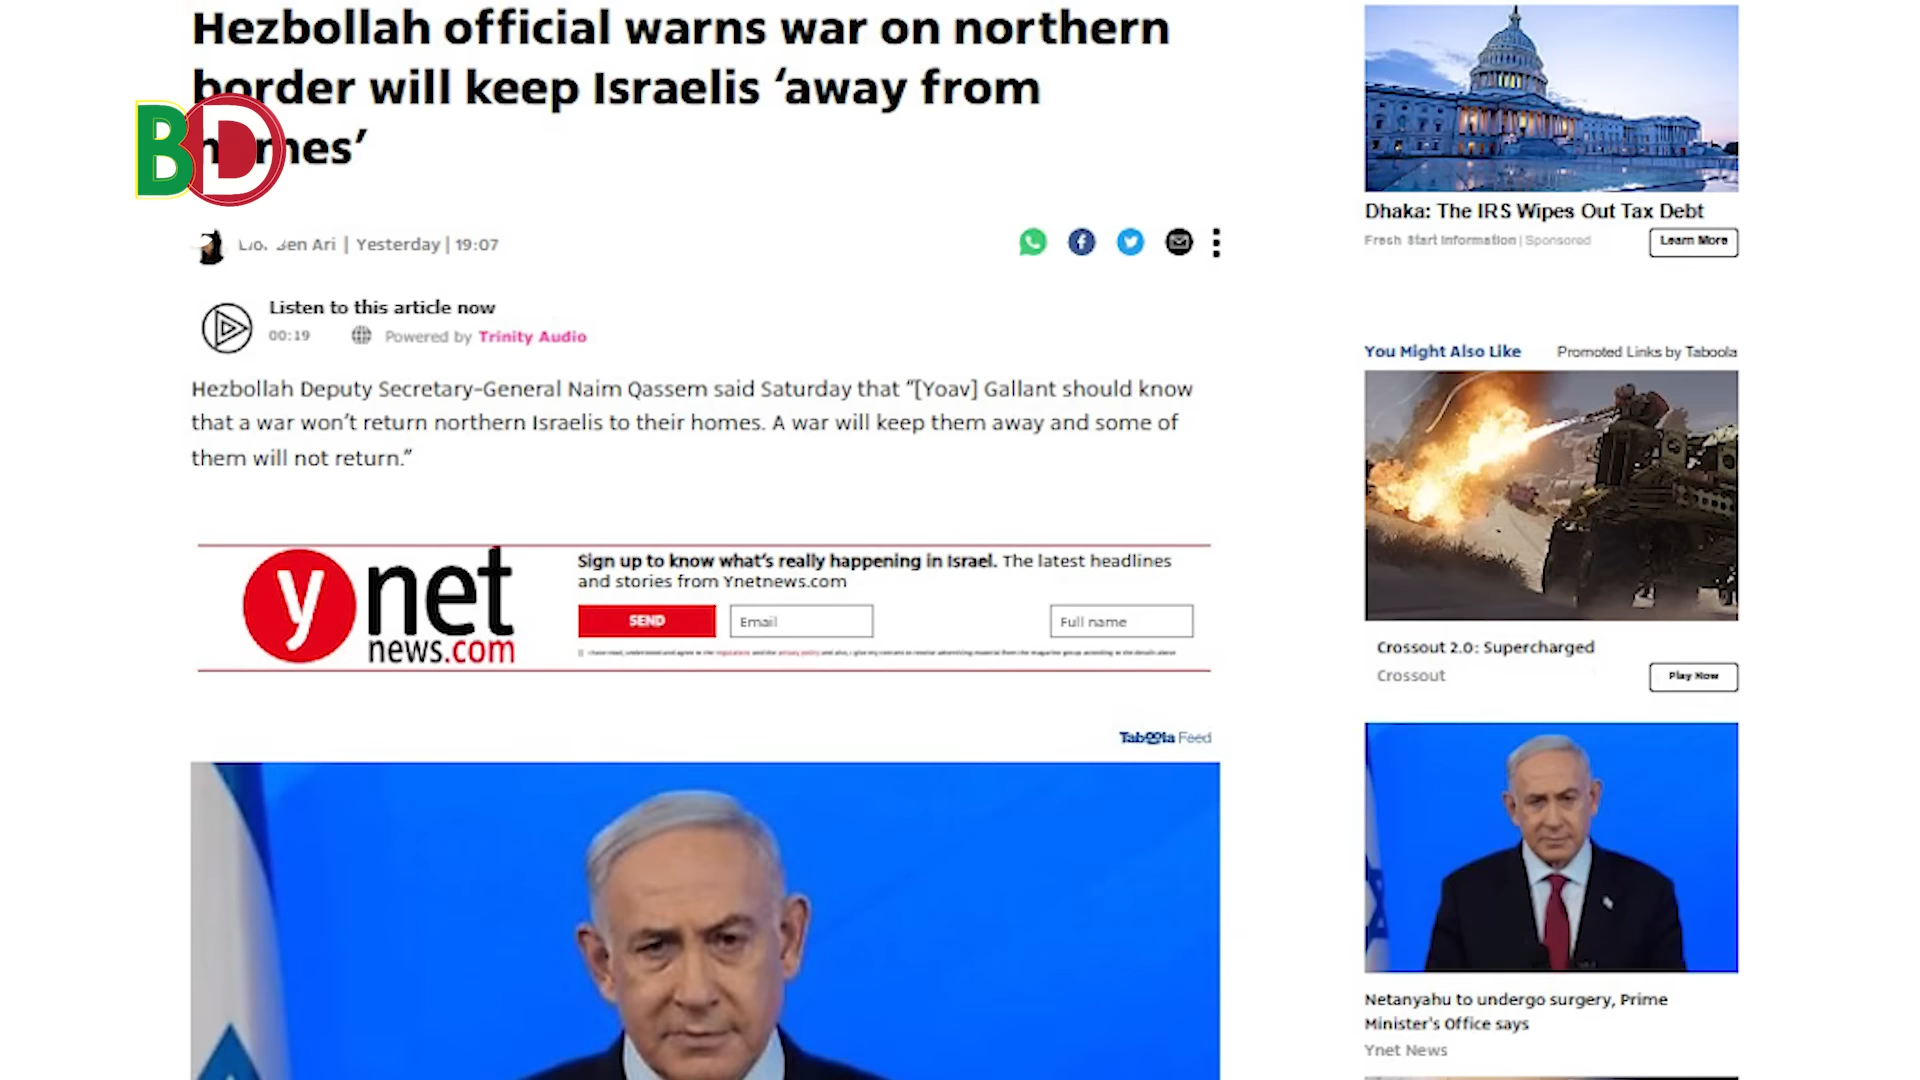 Hezbollah official warns war on northern
border will keep Israelis ‘away from
homes’
BD
Ben Ari | Yesterday | 19:07
Listen to this article now
00:19 Powered by Trinity Audio
Hezbollah Deputy Secretary-General Naim Qassem said Saturday that “[Yoav] Gallant should know
that a war won’t return northern Israelis to their homes. A war will keep them away and some of
them will not return.”
ynet
news.com
Sign up to know what’s really happening in Israel. The latest headlines
and stories from Ynetnews.com
SEND Email Full name
Taboola Feed
Dhaka: The IRS Wipes Out Tax Debt
Fresh Start Information | Sponsored
Learn More
You Might Also Like Promoted Links by Taboola
Crossout 2.0: Supercharged
Crossout
Play Now
Netanyahu to undergo surgery, Prime
Minister's Office says
Ynet News